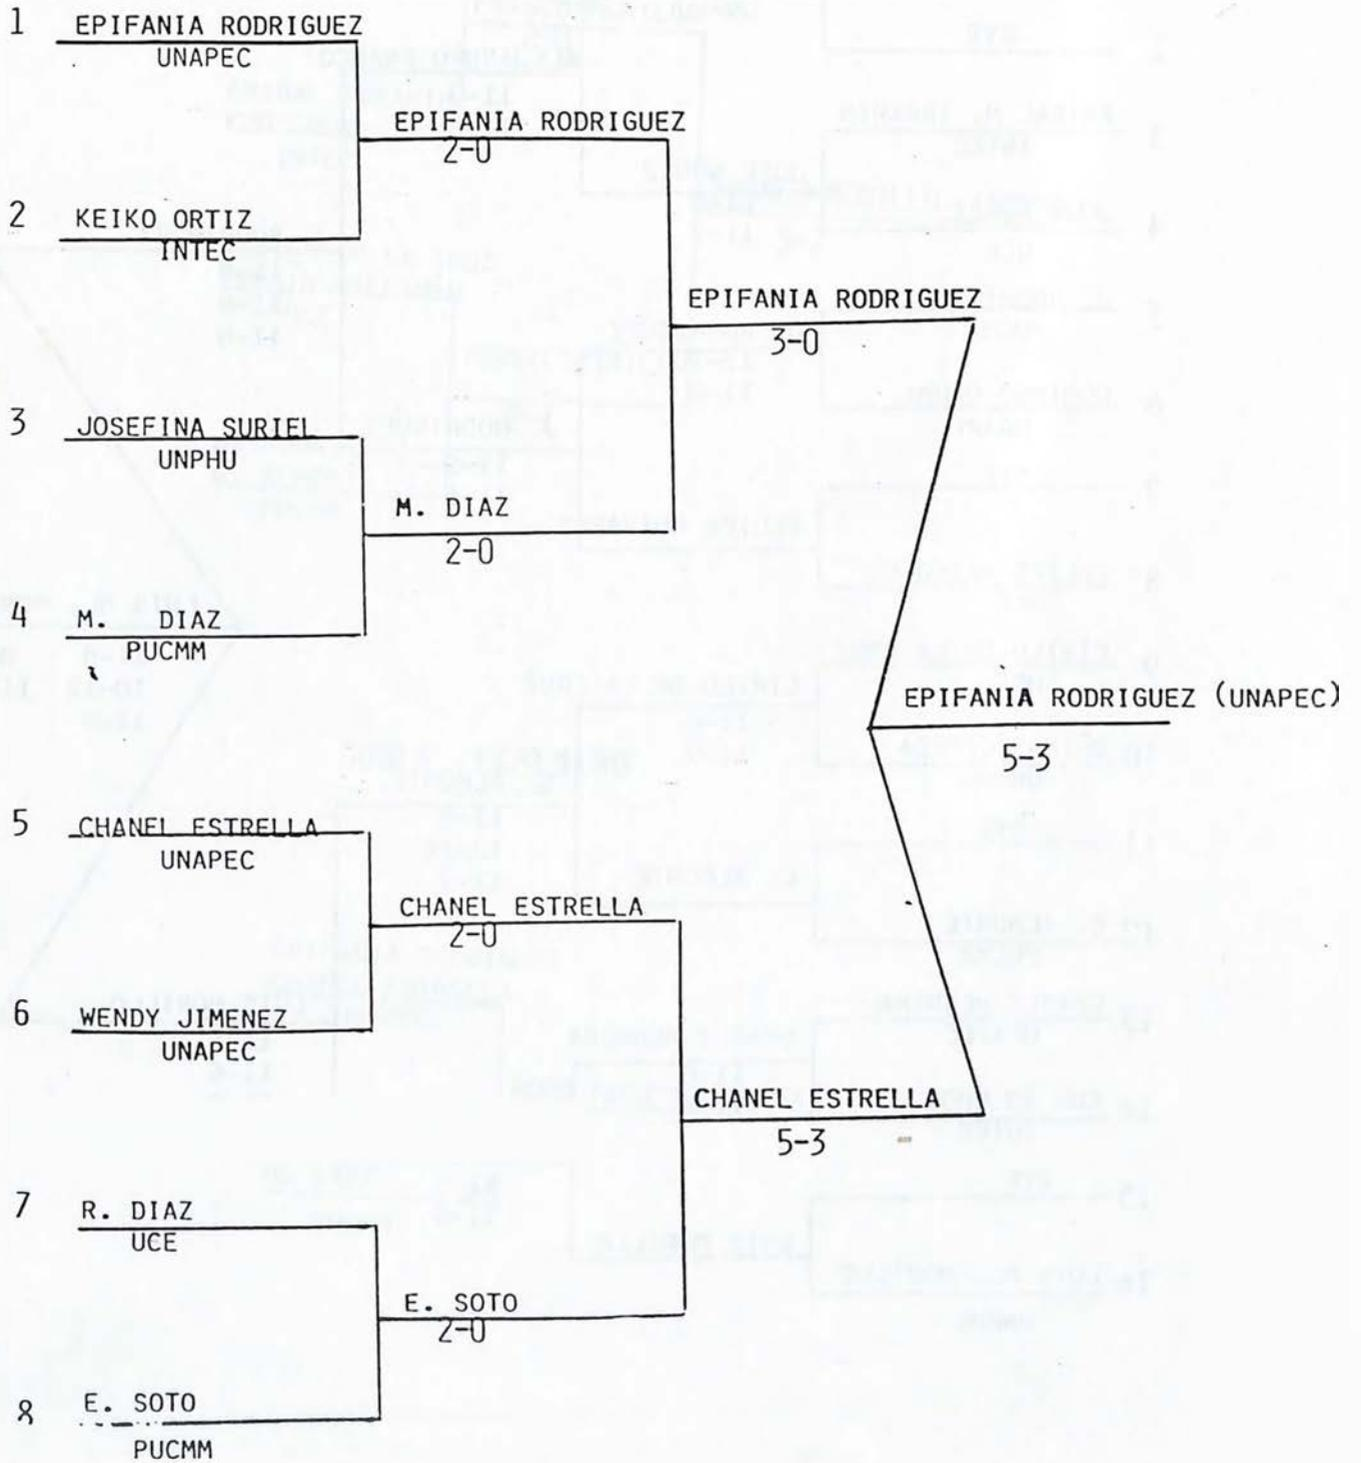 1 EPIFANIA RODRIGUEZ
UNAPEC
EPIFANIA RODRIGUEZ
2-0
2 KEIKO ORTIZ
INTEC
EPIFANIA RODRIGUEZ
3-0
3 JOSEFINA SURIEL
UNPHU
M. DIAZ
2-0
4 M. DIAZ
PUCMM
EPIFANIA RODRIGUEZ (UNAPEC)
5-3
5 CHANEL ESTRELLA
UNAPEC
CHANEL ESTRELLA
2-0
6 WENDY JIMENEZ
UNAPEC
CHANEL ESTRELLA
5-3
7 R. DIAZ
UCE
E. SOTO
2-0
8 E. SOTO
PUCMM